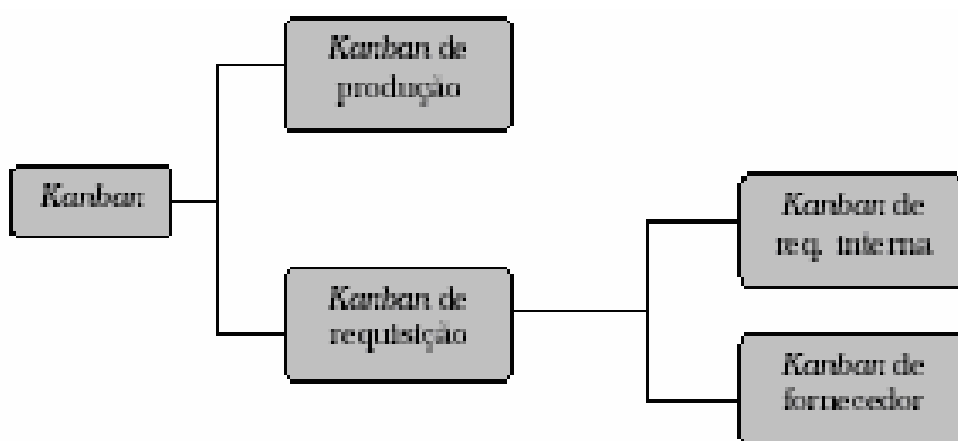 Kanban de
produção
Kanban
Kanban de
requisição
Kanban de
req. interna
Kanban de
fornecedor